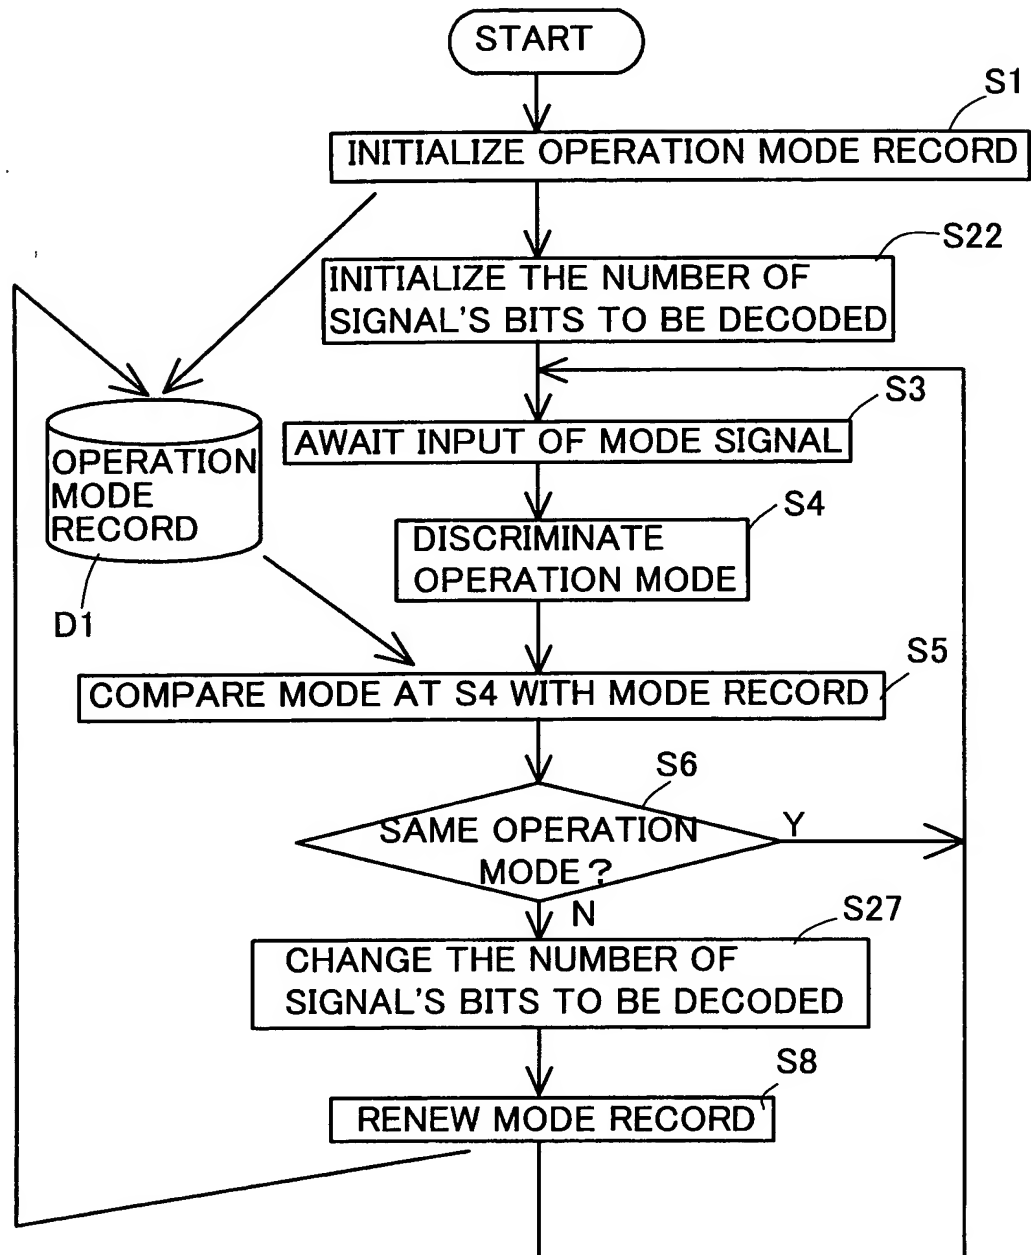 START
S1
INITIALIZE OPERATION MODE RECORD
S22
INITIALIZE THE NUMBER OF
SIGNAL'S BITS TO BE DECODED
S3
AWAIT INPUT OF MODE SIGNAL
OPERATION
MODE
RECORD
D1
S4
DISCRIMINATE
OPERATION MODE
S5
COMPARE MODE AT S4 WITH MODE RECORD
S6
SAME OPERATION
MODE?
Y
N
S27
CHANGE THE NUMBER OF
SIGNAL'S BITS TO BE DECODED
S8
RENEW MODE RECORD